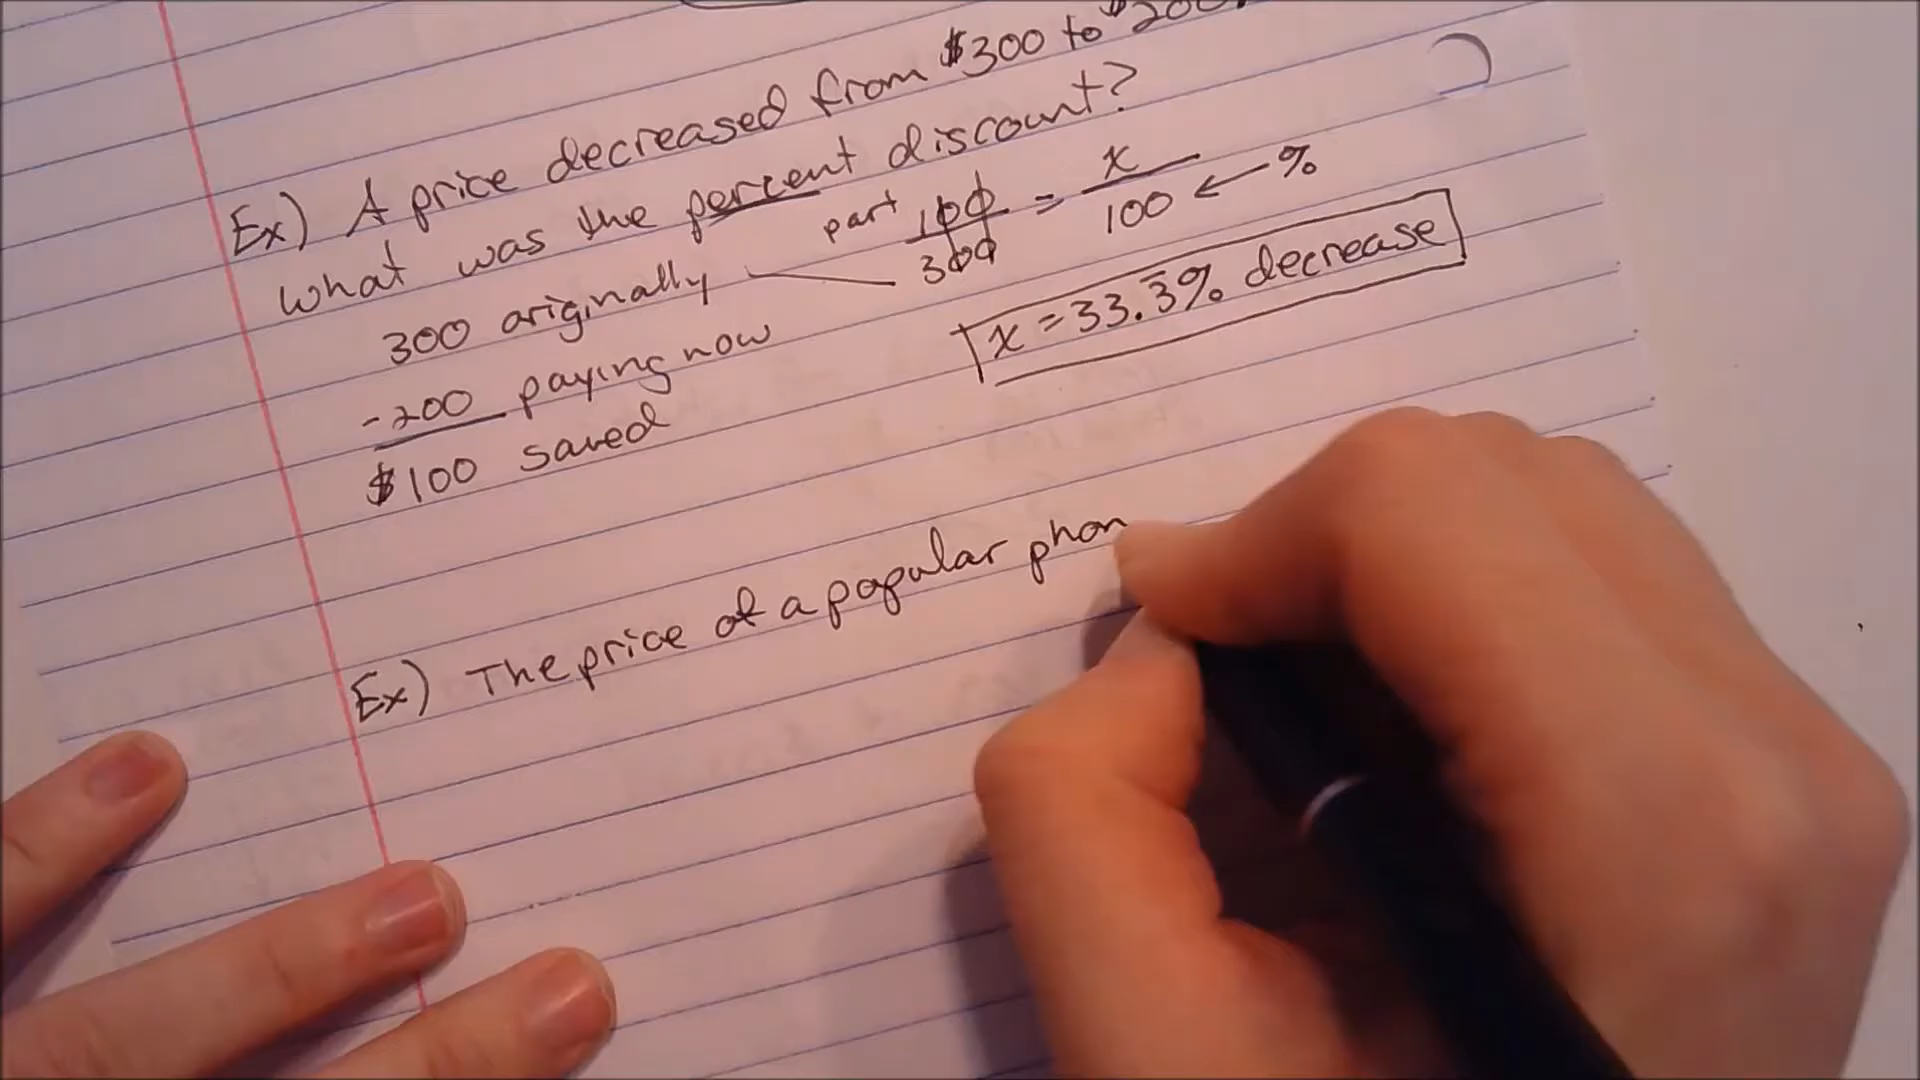 Ex) A price decreased from $300 to $200.
What was the percent discount?
300 originally
-200 paying now
$100 saved
part 100/300 = x/100 ← %
x = 33.3̅% decrease
Ex) The price of a popular phon